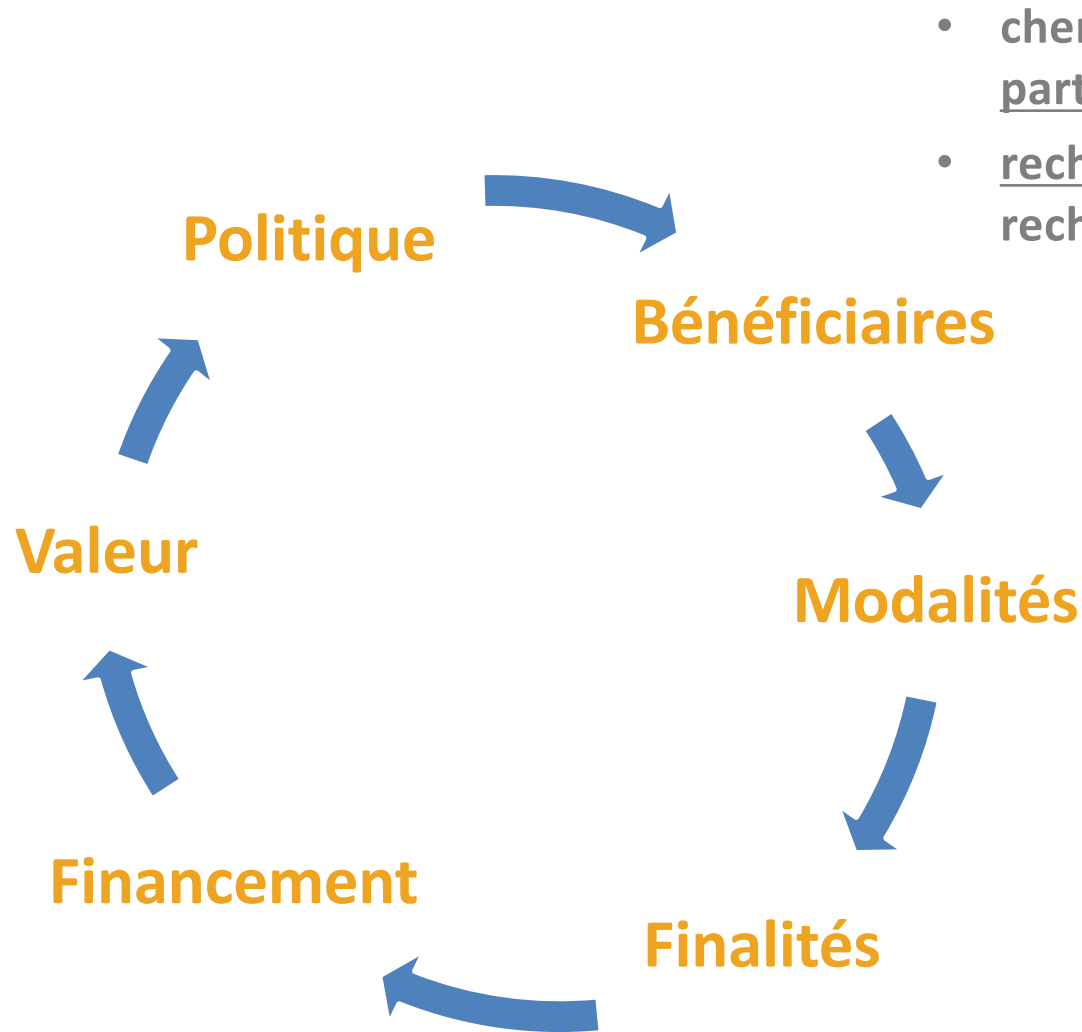 Politique
Bénéficiaires
Modalités
Finalités
Financement
Valeur